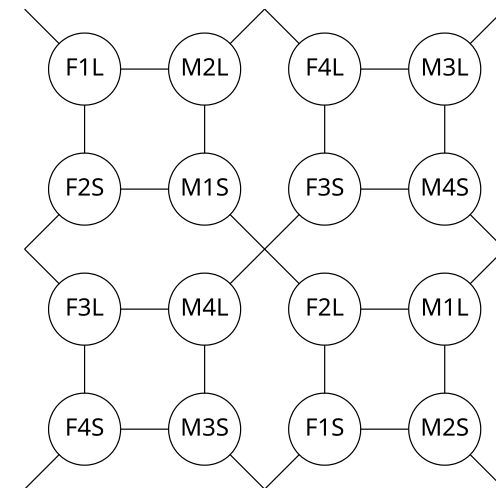 F1L M2L F4L M3L
F2S M1S F3S M4S
F3L M4L F2L M1L
F4S M3S F1S M2S